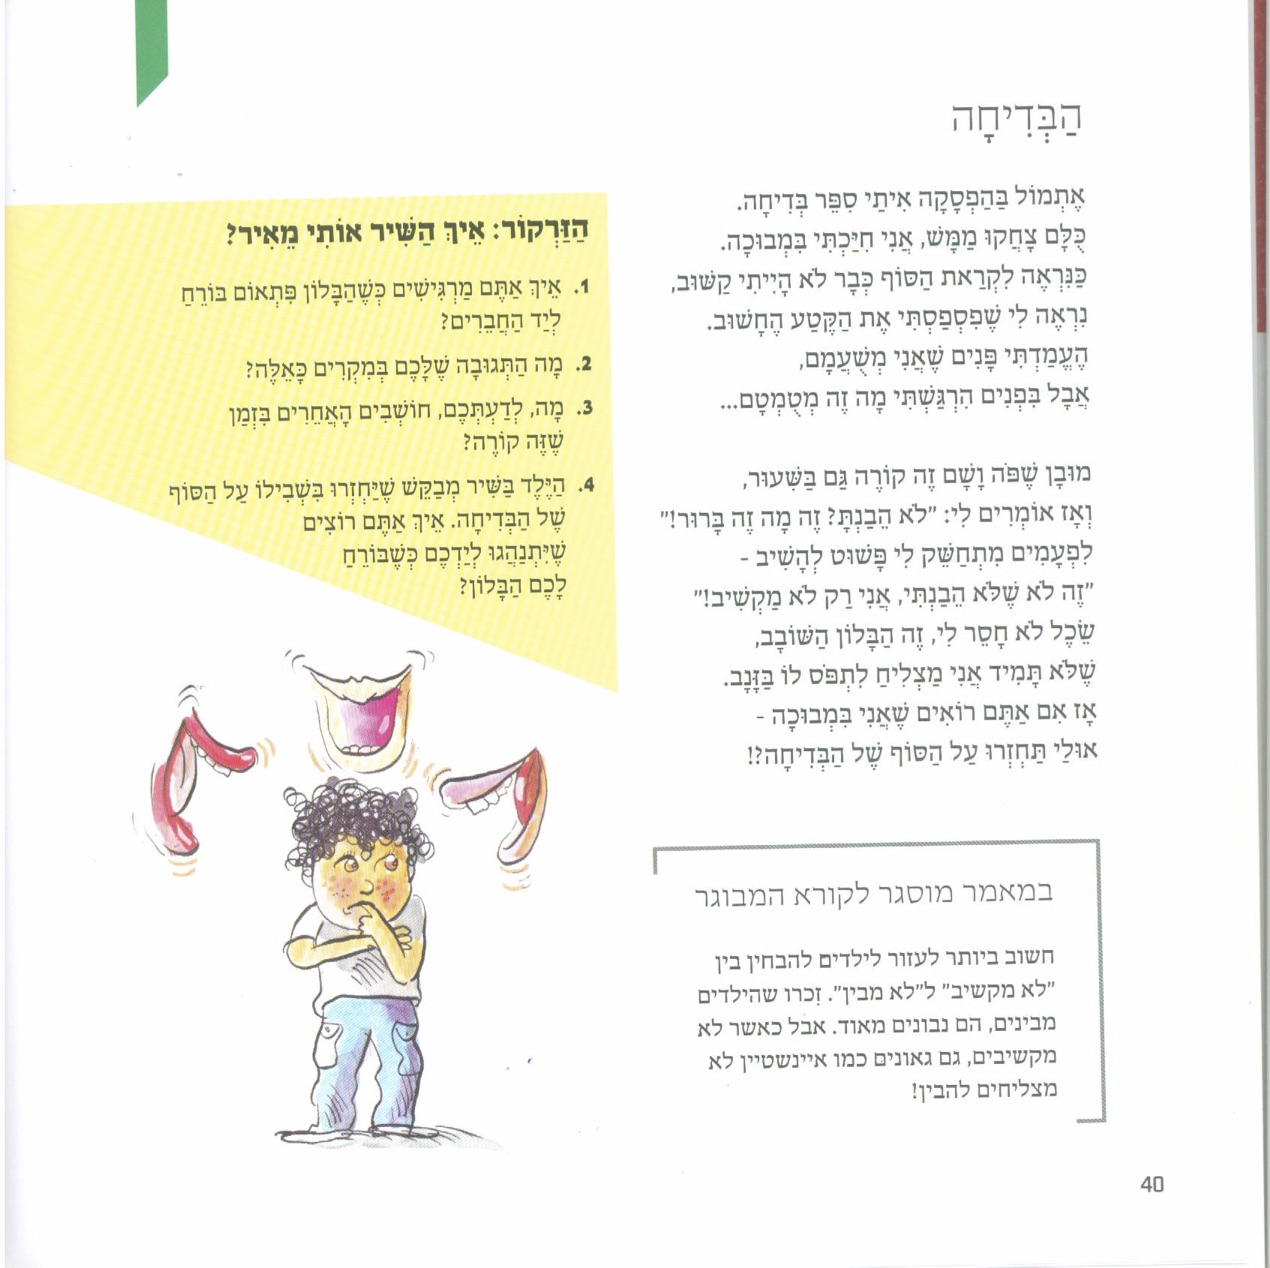 הַבְּדִיחָה
אֶתְמוֹל בַּהַפְסָקָה אִיתַי סִפֵּר בְּדִיחָה.
כֻּלָּם צָחֲקוּ מַמָּשׁ, אֲנִי חִיַּכְתִּי בִּמְבוּכָה.
כַּנִּרְאֶה לִקְרַאת הַסּוֹף כְּבָר לֹא הָיִיתִי קַשּׁוּב,
נִרְאֶה לִי שֶׁפִסְפַסְתִּי אֶת הַקֶּטַע הֶחָשׁוּב.
הֶעֱמַדְתִּי פָּנִים שֶׁאֲנִי מְשֻׁעֲמָם,
אֲבָל בִּפְנִים הִרְגַּשְׁתִּי מָה זֶה מְטֻמְטָם...
מוּבָן שֶׁפֹּה וָשָׁם זֶה קוֹרֶה גַּם בַּשִּׁעוּר,
וְאָז אוֹמְרִים לִי: "לֹא הֵבַנְתָּ? זֶה מָה זֶה בָּרוּר!"
לִפְעָמִים מִתְחַשֵּׁק לִי פָּשׁוּט לְהָשִׁיב -
"זֶה לֹא שֶׁלֹּא הֵבַנְתִּי, אֲנִי רַק לֹא מַקְשִׁיב!"
שֵׂכֶל לֹא חָסֵר לִי, זֶה הַבָּלוֹן הַשּׁוֹבָב,
שֶׁלֹּא תָּמִיד אֲנִי מַצְלִיחַ לִתְפֹּס לוֹ בַּזָּנָב.
אָז אִם אַתֶּם רוֹאִים שֶׁאֲנִי בִּמְבוּכָה -
אוּלַי תַּחְזְרוּ עַל הַסּוֹף שֶׁל הַבְּדִיחָה?!
במאמר מוסגר לקורא המבוגר
חשוב ביותר לעזור לילדים להבחין בין
"לא מקשיב" ל"לא מבין". זכרו שהילדים
מבינים, הם נבונים מאוד. אבל כאשר לא
מקשיבים, גם גאונים כמו איינשטיין לא
מצליחים להבין!
הַזַּרְקוֹר: אֵיךְ הַשִּׁיר אוֹתִי מֵאִיר?
1. אֵיךְ אַתֶּם מַרְגִּישִׁים כְּשֶׁהַבָּלוֹן פִּתְאוֹם בּוֹרֵחַ
לְיַד הַחֲבֵרִים?
2. מָה הַתְּגוּבָה שֶׁלָּכֶם בְּמִקְרִים כָּאֵלֶּה?
3. מָה, לְדַעְתְּכֶם, חוֹשְׁבִים הָאֲחֵרִים בִּזְמַן
שֶׁזֶּה קוֹרֶה?
4. הַיֶּלֶד בַּשִּׁיר מְבַקֵּשׁ שֶׁיַּחְזְרוּ בִּשְׁבִילוֹ עַל הַסּוֹף
שֶׁל הַבְּדִיחָה. אֵיךְ אַתֶּם רוֹצִים
שֶׁיִּתְנַהֲגוּ לְיַדְכֶם כְּשֶׁבּוֹרֵחַ
לָכֶם הַבָּלוֹן?
40